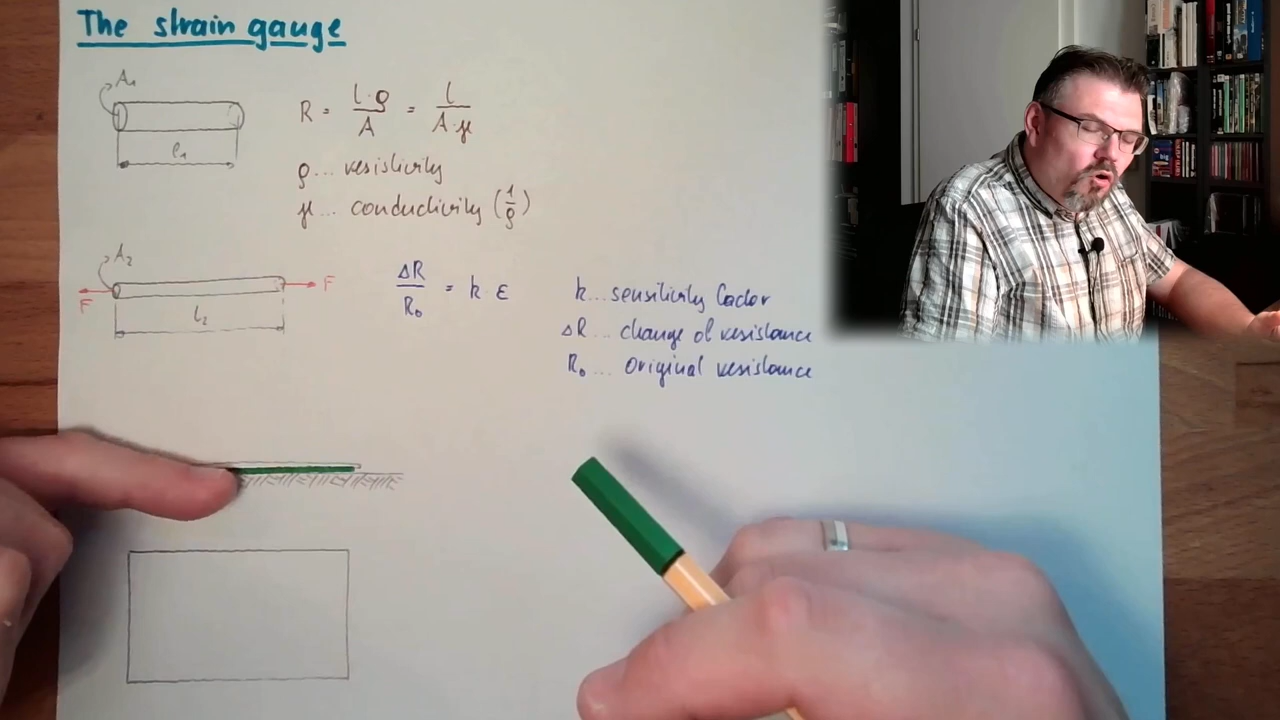 The strain gauge
A₁
l₁
R = l·ρ / A = l / A·ϰ
ρ... resistivity
ϰ... conductivity (1/ρ)
A₂
F
F
l₂
ΔR / R₀ = k · ε
k... sensitivity factor
ΔR... change of resistance
R₀... Original resistance
big